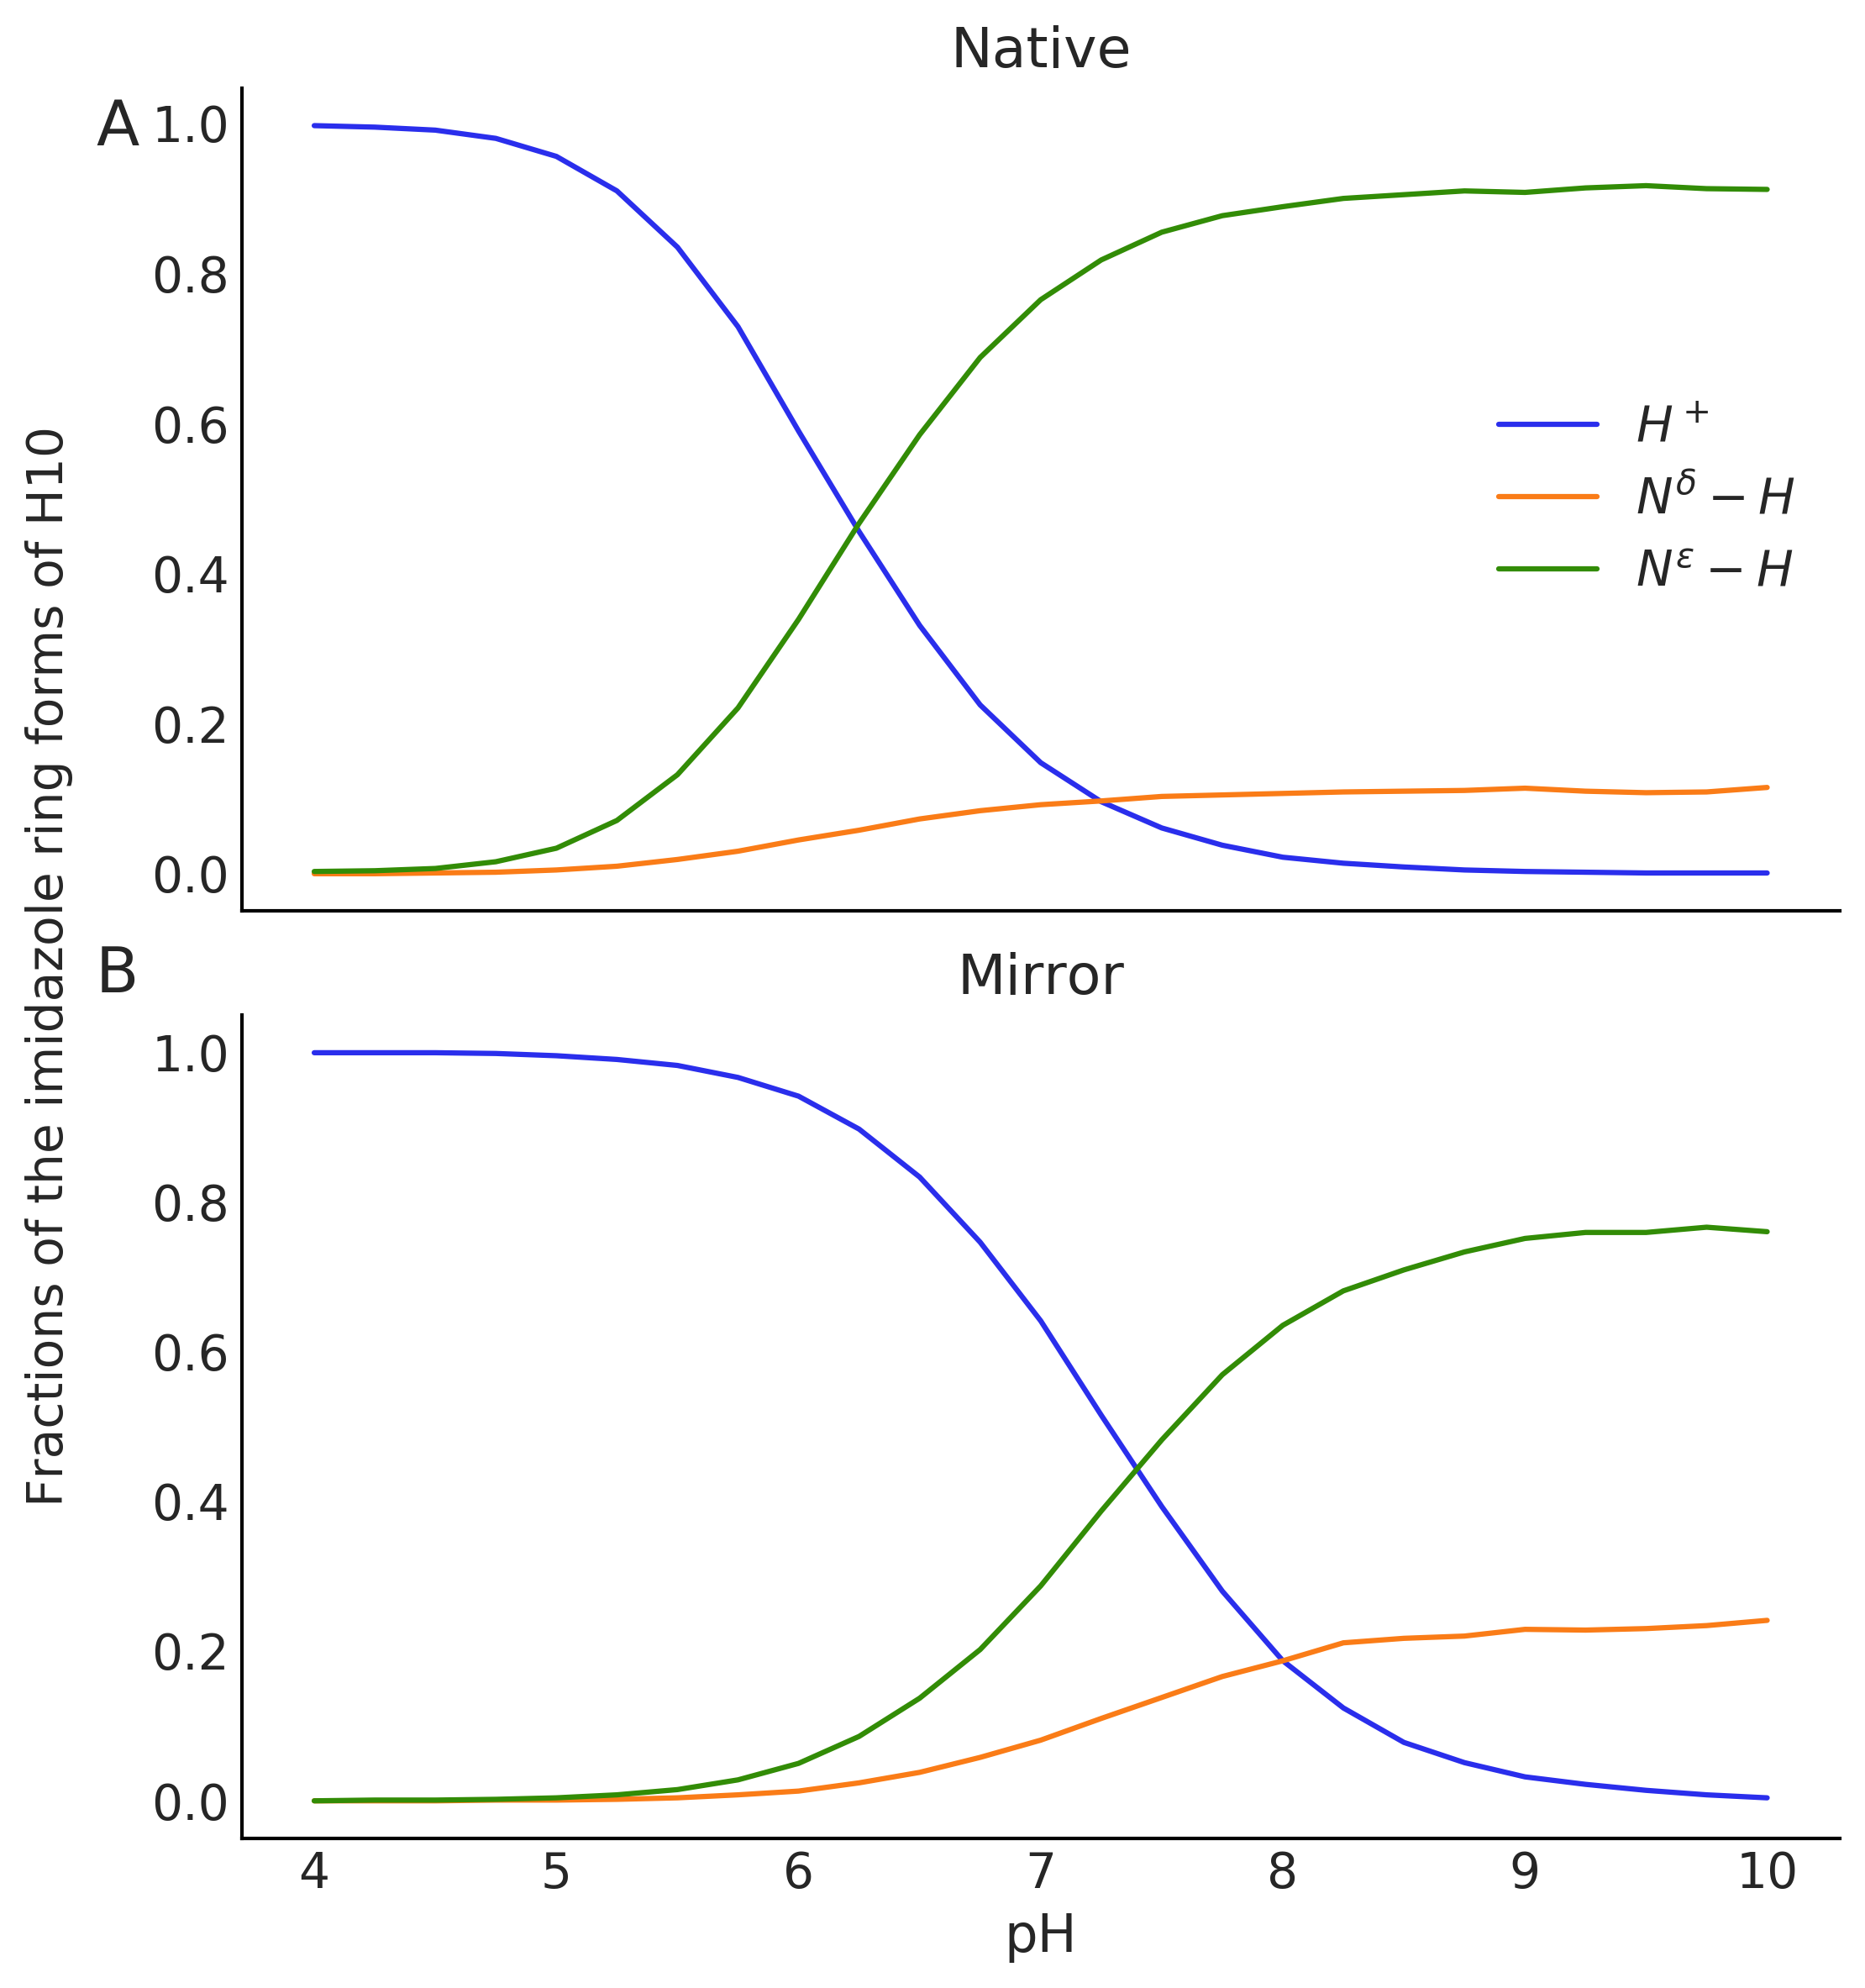 Native
A
1.0
0.8
0.6
0.4
0.2
0.0
H⁺
Nᵟ − H
Nᵋ − H
Fractions of the imidazole ring forms of H10
B
Mirror
1.0
0.8
0.6
0.4
0.2
0.0
4 5 6 7 8 9 10
pH